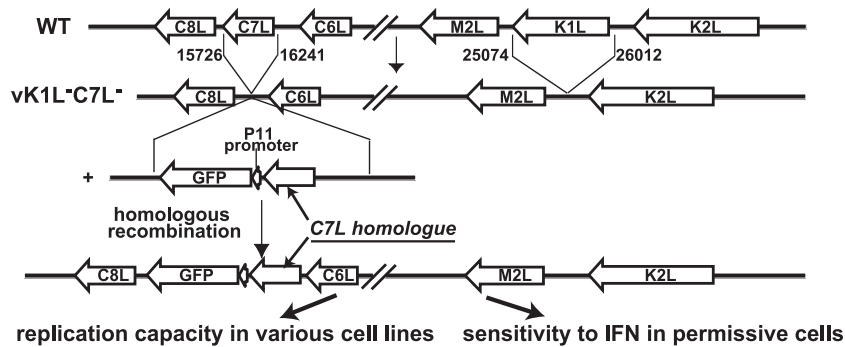 WT C8L C7L C6L M2L K1L K2L
15726 16241 25074 26012
vK1L-C7L- C8L C6L M2L K2L
P11
promoter
+ GFP
homologous
recombination
C7L homologue
C8L GFP C6L M2L K2L
replication capacity in various cell lines
sensitivity to IFN in permissive cells